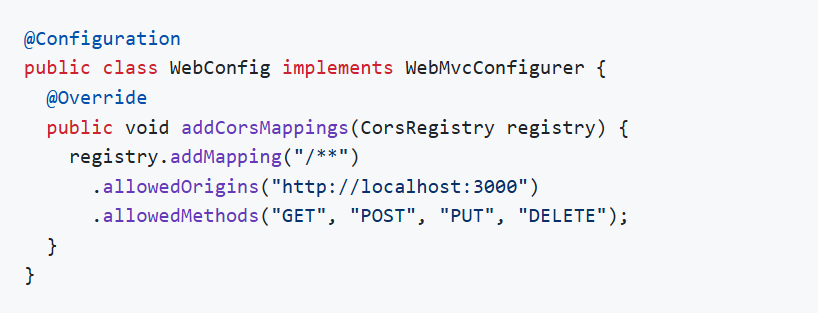 @Configuration
public class WebConfig implements WebMvcConfigurer {
  @Override
  public void addCorsMappings(CorsRegistry registry) {
    registry.addMapping("/**")
      .allowedOrigins("http://localhost:3000")
      .allowedMethods("GET", "POST", "PUT", "DELETE");
  }
}